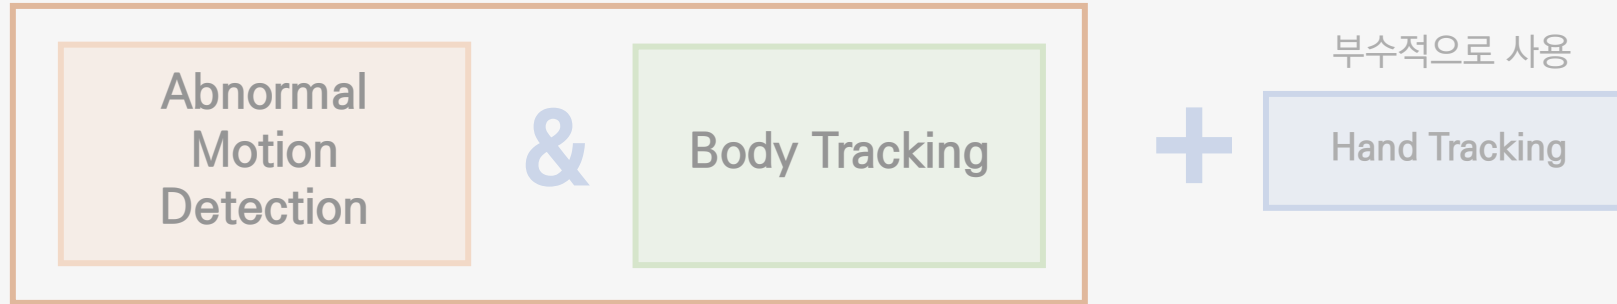 Abnormal
Motion
Detection
&
Body Tracking
+
부수적으로 사용
Hand Tracking